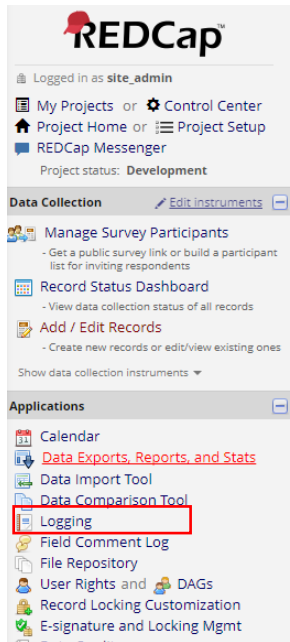 REDCap™
Logged in as site_admin
My Projects or Control Center
Project Home or Project Setup
REDCap Messenger
Project status: Development
Data Collection Edit instruments
Manage Survey Participants
- Get a public survey link or build a participant
list for inviting respondents
Record Status Dashboard
- View data collection status of all records
Add / Edit Records
- Create new records or edit/view existing ones
Show data collection instruments
Applications
Calendar
Data Exports, Reports, and Stats
Data Import Tool
Data Comparison Tool
Logging
Field Comment Log
File Repository
User Rights and DAGs
Record Locking Customization
E-signature and Locking Mgmt